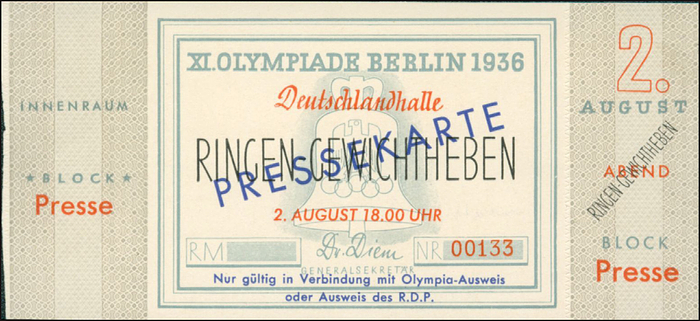 INNENRAUM
★BLOCK★
Presse
XI. OLYMPIADE BERLIN 1936
Deutschlandhalle
RINGEN-GEWICHTHEBEN
PRESSEKARTE
2. AUGUST 18.00 UHR
RM
Dr. Diem
NR 00133
GENERALSEKRETÄR
Nur gültig in Verbindung mit Olympia-Ausweis
oder Ausweis des R.D.P.
2.
AUGUST
ABEND
RINGEN-GEWICHTHEBEN
BLOCK
Presse